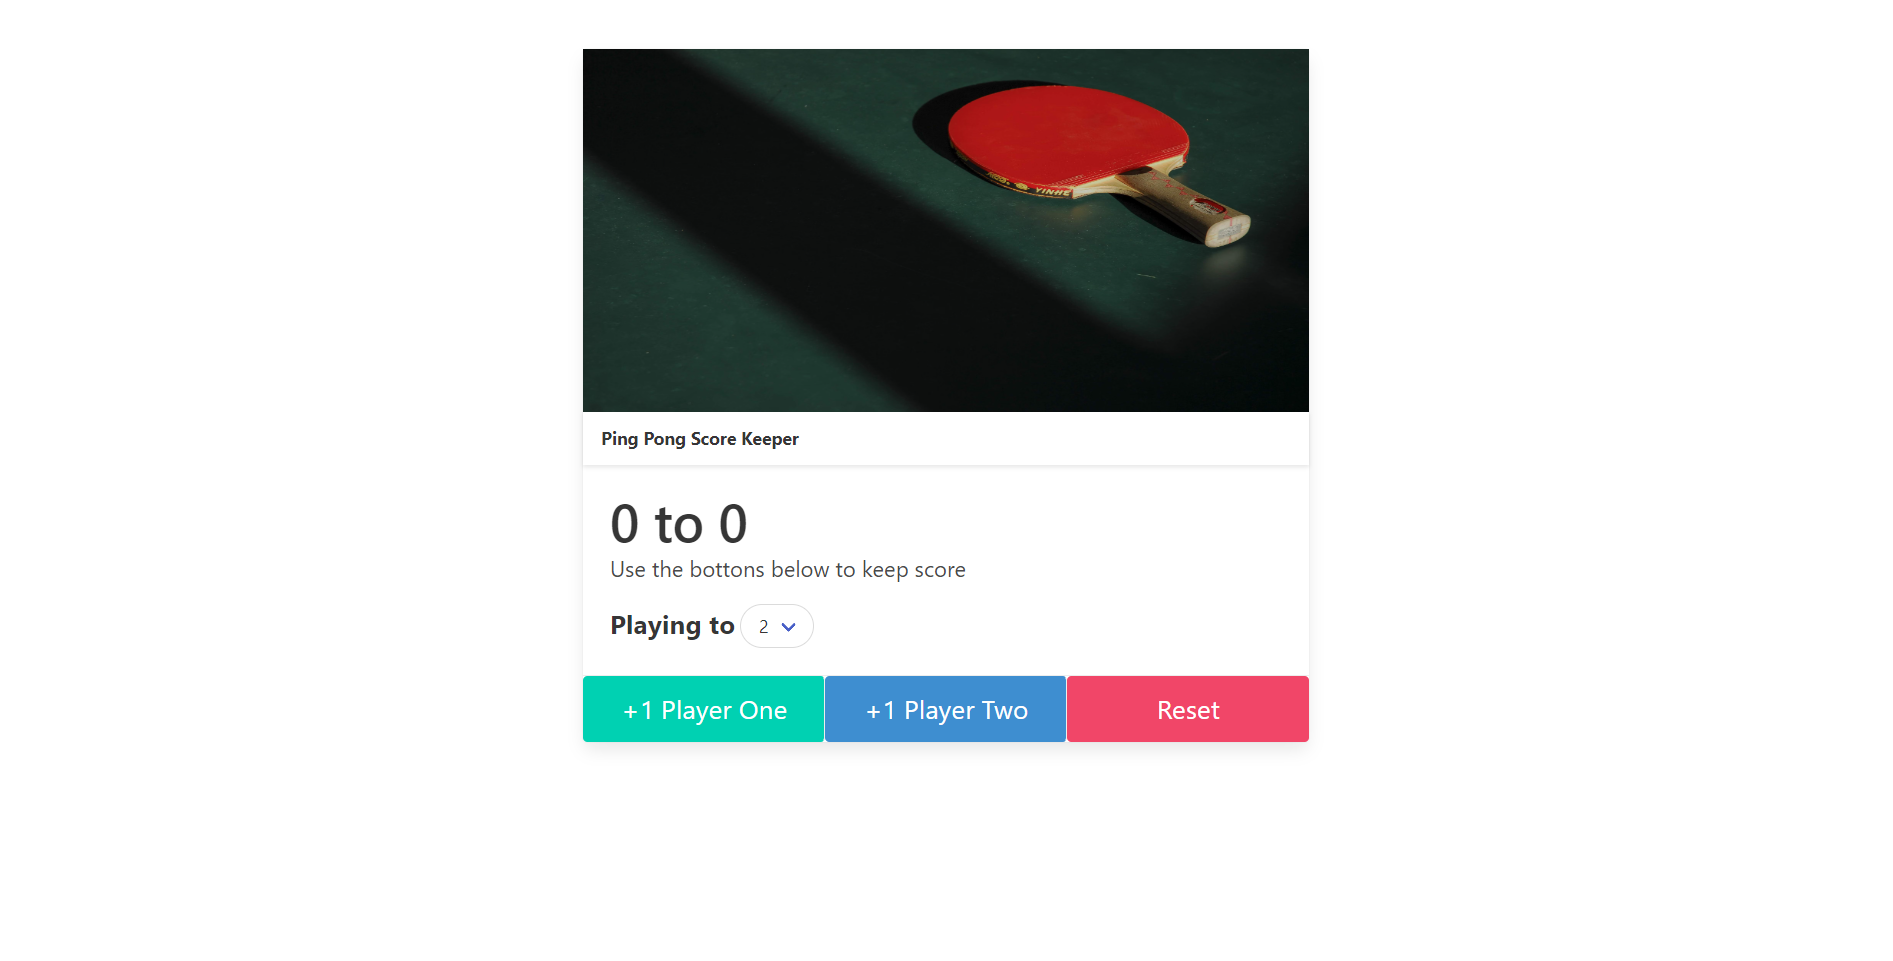 YINHE
Ping Pong Score Keeper
0 to 0
Use the bottons below to keep score
Playing to 2
+1 Player One
+1 Player Two
Reset